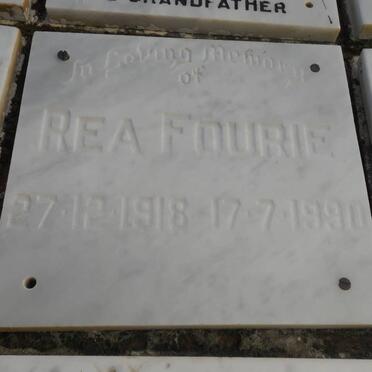 GRANDFATHER
In Loving Memory
of
REA FOURIE
27·12·1918 17·7·1990